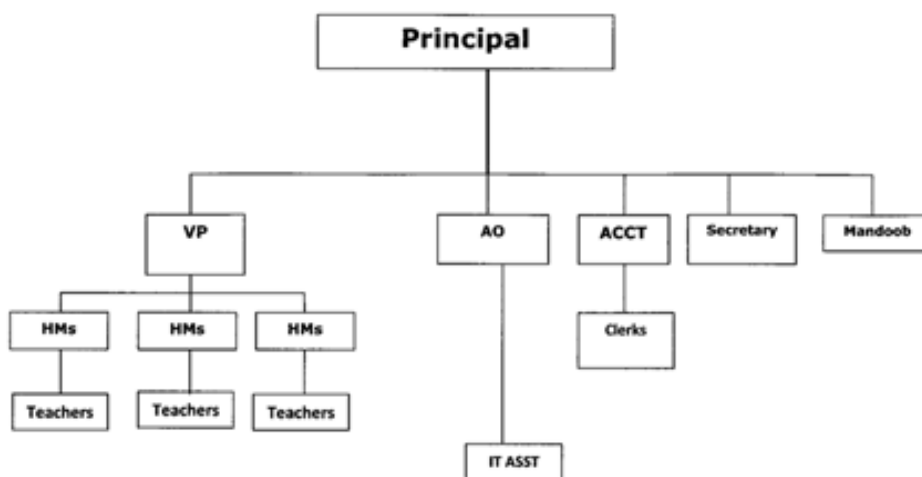 Principal
VP
AO
ACCT
Secretary
Mandoob
HMs
HMs
HMs
Clerks
Teachers
Teachers
Teachers
IT ASST